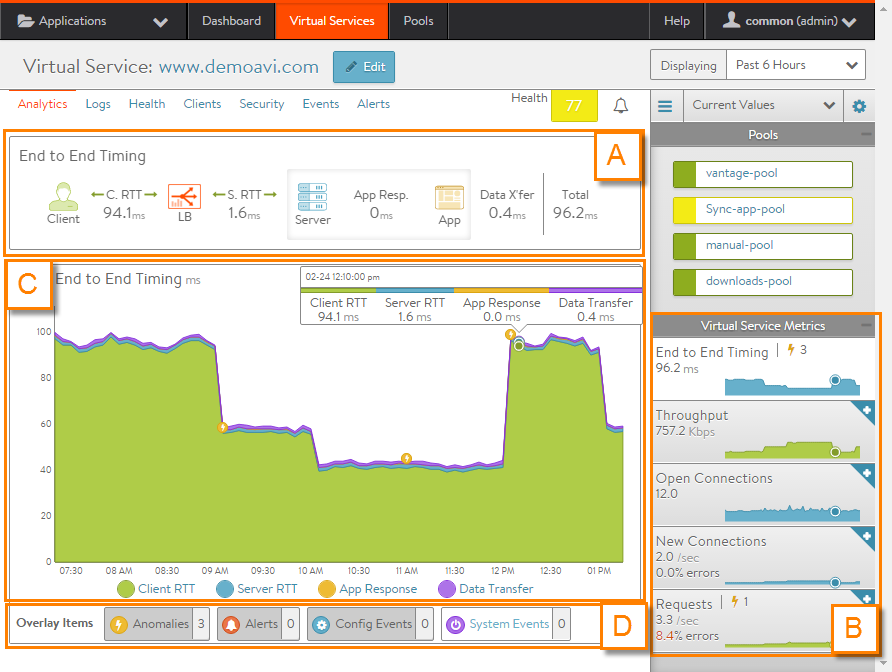 Applications Dashboard Virtual Services Pools Help common (admin)
Virtual Service: www.demoavi.com Edit Displaying Past 6 Hours
Analytics Logs Health Clients Security Events Alerts Health 77
Current Values
A
End to End Timing
Client
C. RTT
94.1ms
LB
S. RTT
1.6ms
Server
App Resp.
0ms
App
Data X'fer
0.4ms
Total
96.2ms
C
End to End Timing ms
02-24 12:10:00 pm
Client RTT Server RTT App Response Data Transfer
94.1 ms 1.6 ms 0.0 ms 0.4 ms
100
80
60
40
20
0
07:30 08 AM 08:30 09 AM 09:30 10 AM 10:30 11 AM 11:30 12 PM 12:30 01 PM
Client RTT Server RTT App Response Data Transfer
Overlay Items Anomalies 3 Alerts 0 Config Events 0 System Events 0
D
Pools
vantage-pool
Sync-app-pool
manual-pool
downloads-pool
Virtual Service Metrics
End to End Timing 3
96.2 ms
Throughput
757.2 Kbps
Open Connections
12.0
New Connections
2.0 /sec
0.0% errors
Requests 1
3.3 /sec
8.4% errors
B